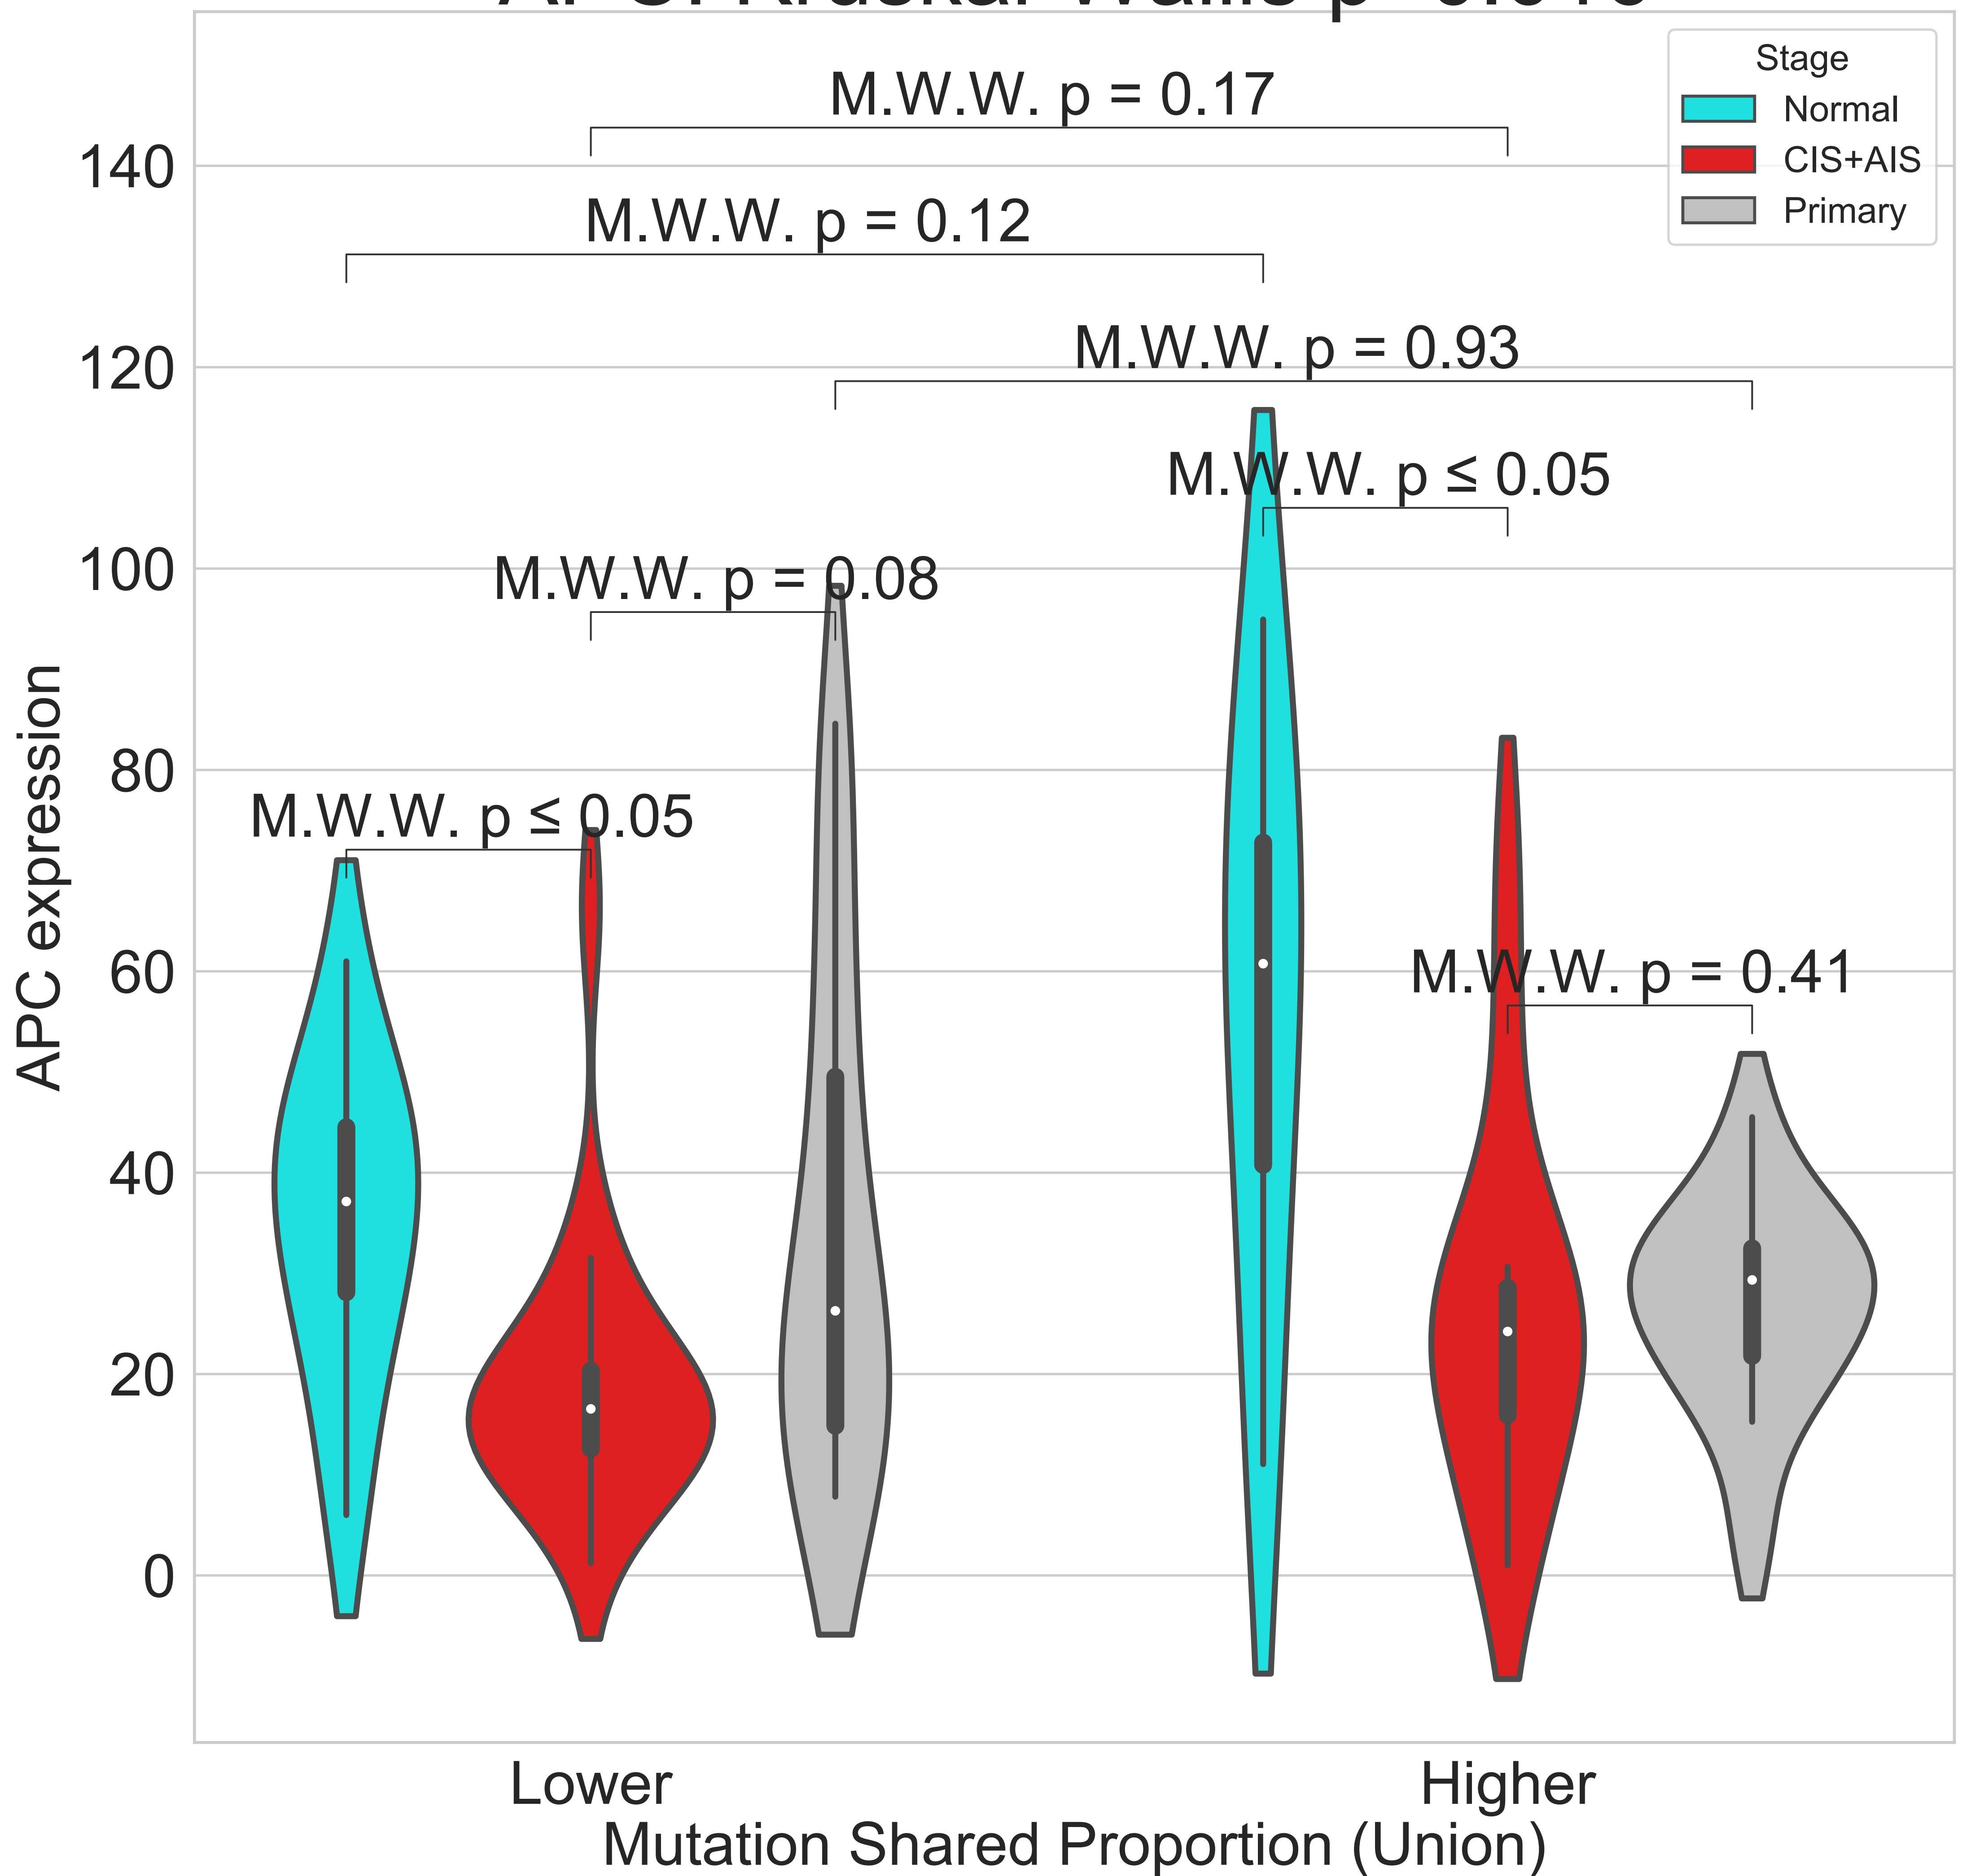 Stage
Normal
CIS+AIS
Primary
M.W.W. p = 0.17
M.W.W. p = 0.12
M.W.W. p = 0.93
M.W.W. p ≤ 0.05
M.W.W. p = 0.08
M.W.W. p ≤ 0.05
M.W.W. p = 0.41
140
120
100
80
60
40
20
0
APC expression
Lower
Higher
Mutation Shared Proportion (Union)